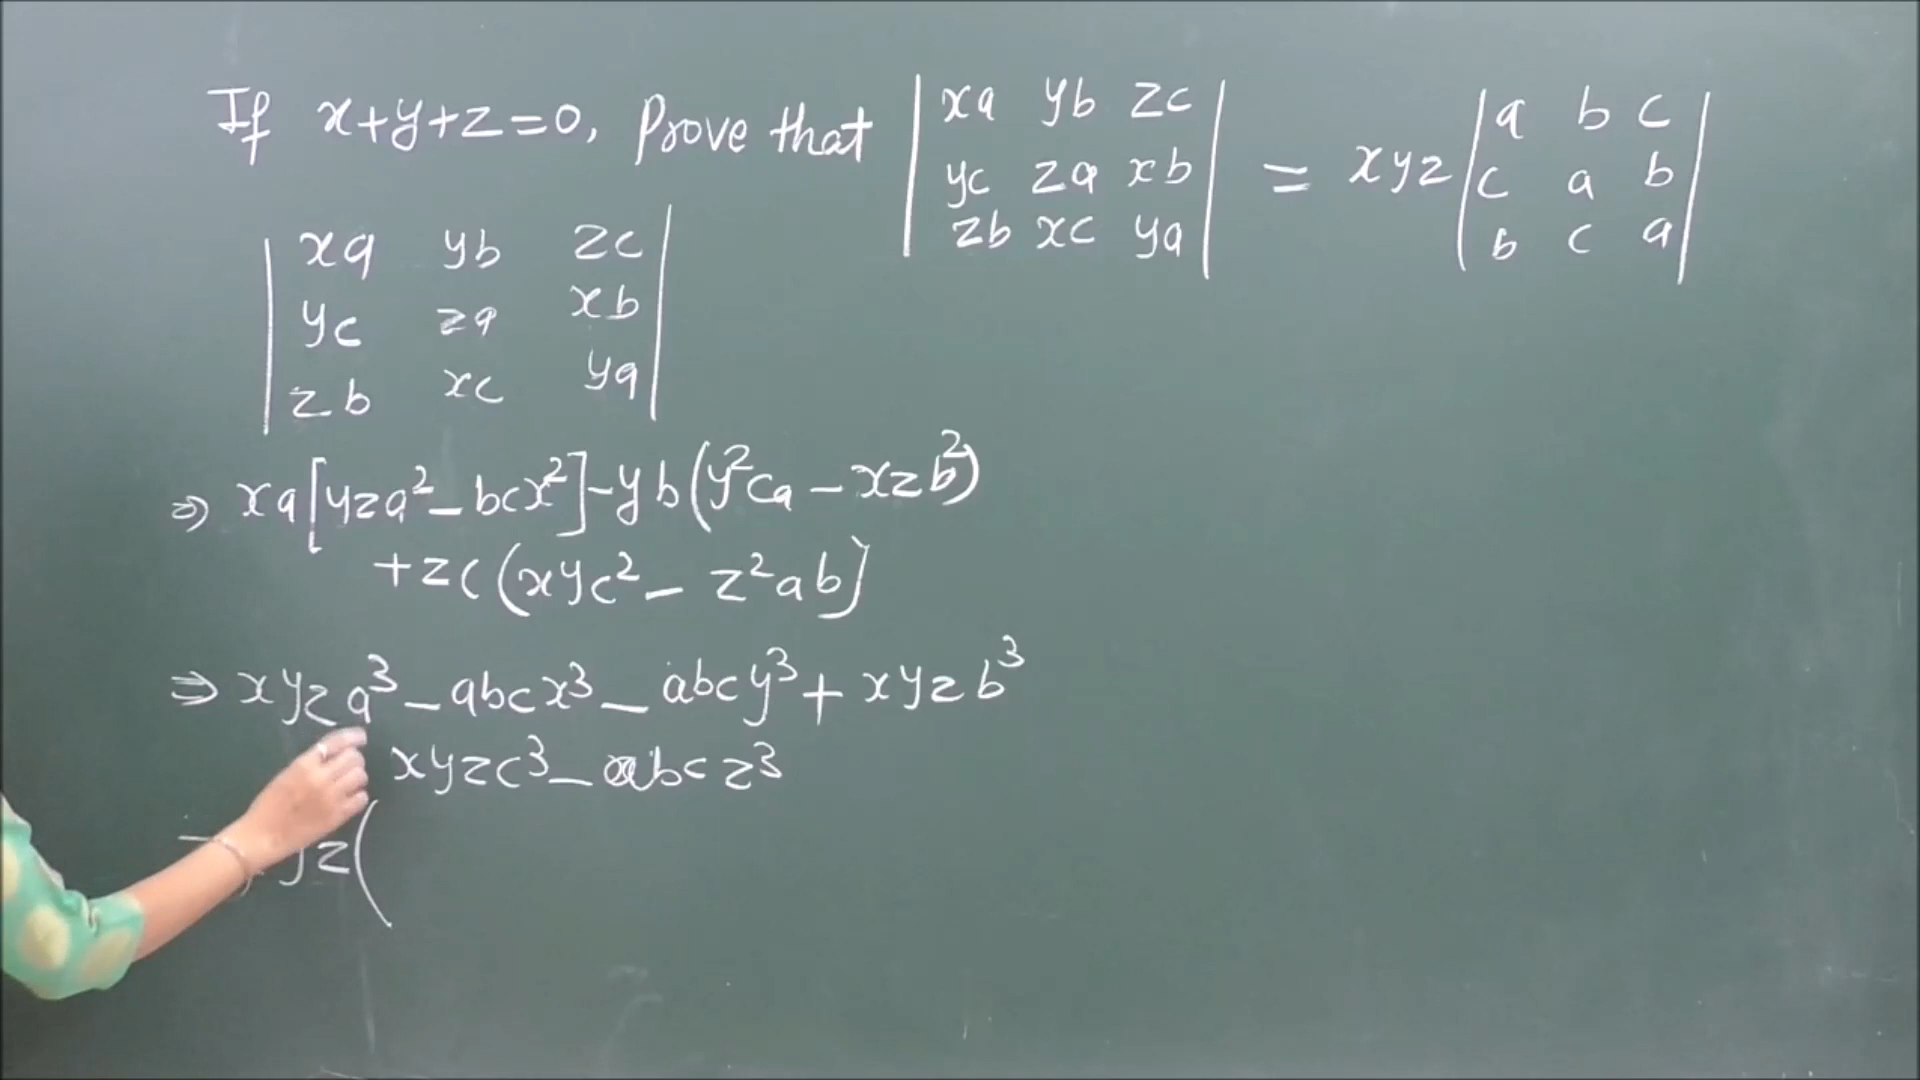 If x+y+z=0, Prove that | xa yb zc | = xyz | a b c |
| yc za xb | | c a b |
| zb xc ya | | b c a |
| xa yb zc |
| yc za xb |
| zb xc ya |
⇒ xa[yza² - bcx²] - yb(y²ca - xzb²)
+zc(xyc² - z²ab)
⇒ xyza³ - abcx³ - abcy³ + xyzb³
xyzc³ - abcz³
yz(